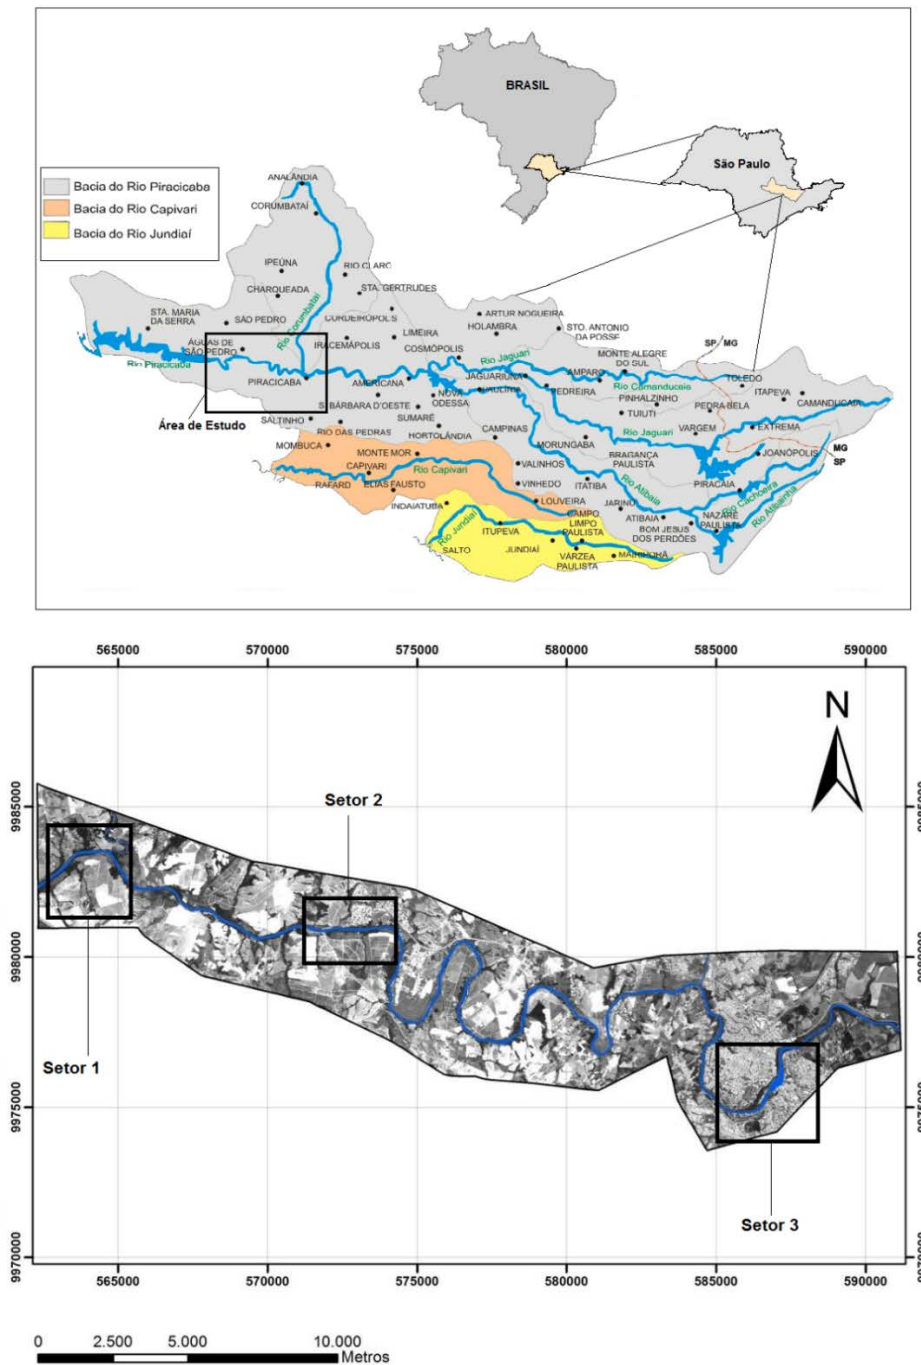 BRASIL
São Paulo
Bacia do Rio Piracicaba
Bacia do Rio Capivari
Bacia do Rio Jundiaí
ANALÂNDIA
CORUMBATAÍ
IPEÚNA
RIO CLARC
CHARQUEADA
STA. GERTRUDES
STA. MARIA
DA SERRA
SÃO PEDRO
Rio Corumbataí
CORDEIRÓPOLIS
ARTUR NOGUEIRA
HOLAMBRA
STO. ANTONIO
DA POSSE
SP
MG
ÁGUAS DE
SÃO PEDRO
IRACEMÁPOLIS
LIMEIRA
COSMÓPOLIS
Rio Jaguari
MONTE ALEGRE
DO SUL
Rio Piracicaba
PIRACICABA
AMERICANA
JAGUARIUNA
AMPARO
Rio Camanducaia
TOLEDO
ITAPEVA
CAMANDUCAIA
PAULÍNIA
PEDREIRA
NOVA
ODESSA
PINHALZINHO
TUIUTI
PEDRA BELA
S. BÁRBARA D'OESTE
Área de Estudo
SALTINHO
RIO DAS PEDRAS
SUMARÉ
HORTOLÂNDIA
CAMPINAS
MORUNGABA
Rio Jaguari
VARGEM
EXTREMA
MOMBUCA
MONTE MOR
BRAGANÇA
PAULISTA
JOANÓPOLIS
MG
SP
CAPIVARI
Rio Capivari
VALINHOS
RAFARD
ELIAS FAUSTO
VINHEDO
ITATIBA
Rio Atibaia
PIRACAIA
Rio Cachoeira
Rio Atibainha
INDAIATUBA
LOUVEIRA
JARINU
ATIBAIA
NAZARÉ
PAULISTA
CAMPO
LIMPO
PAULISTA
BOM JESUS
DOS PERDÕES
Rio Jundiaí
ITUPEVA
SALTO
JUNDIAÍ
VÁRZEA
PAULISTA
MAIRIPORÃ
565000
570000
575000
580000
585000
590000
N
9985000
Setor 2
9980000
Setor 1
9975000
Setor 3
9970000
565000
570000
575000
580000
585000
590000
0
2.500
5.000
10.000
Metros